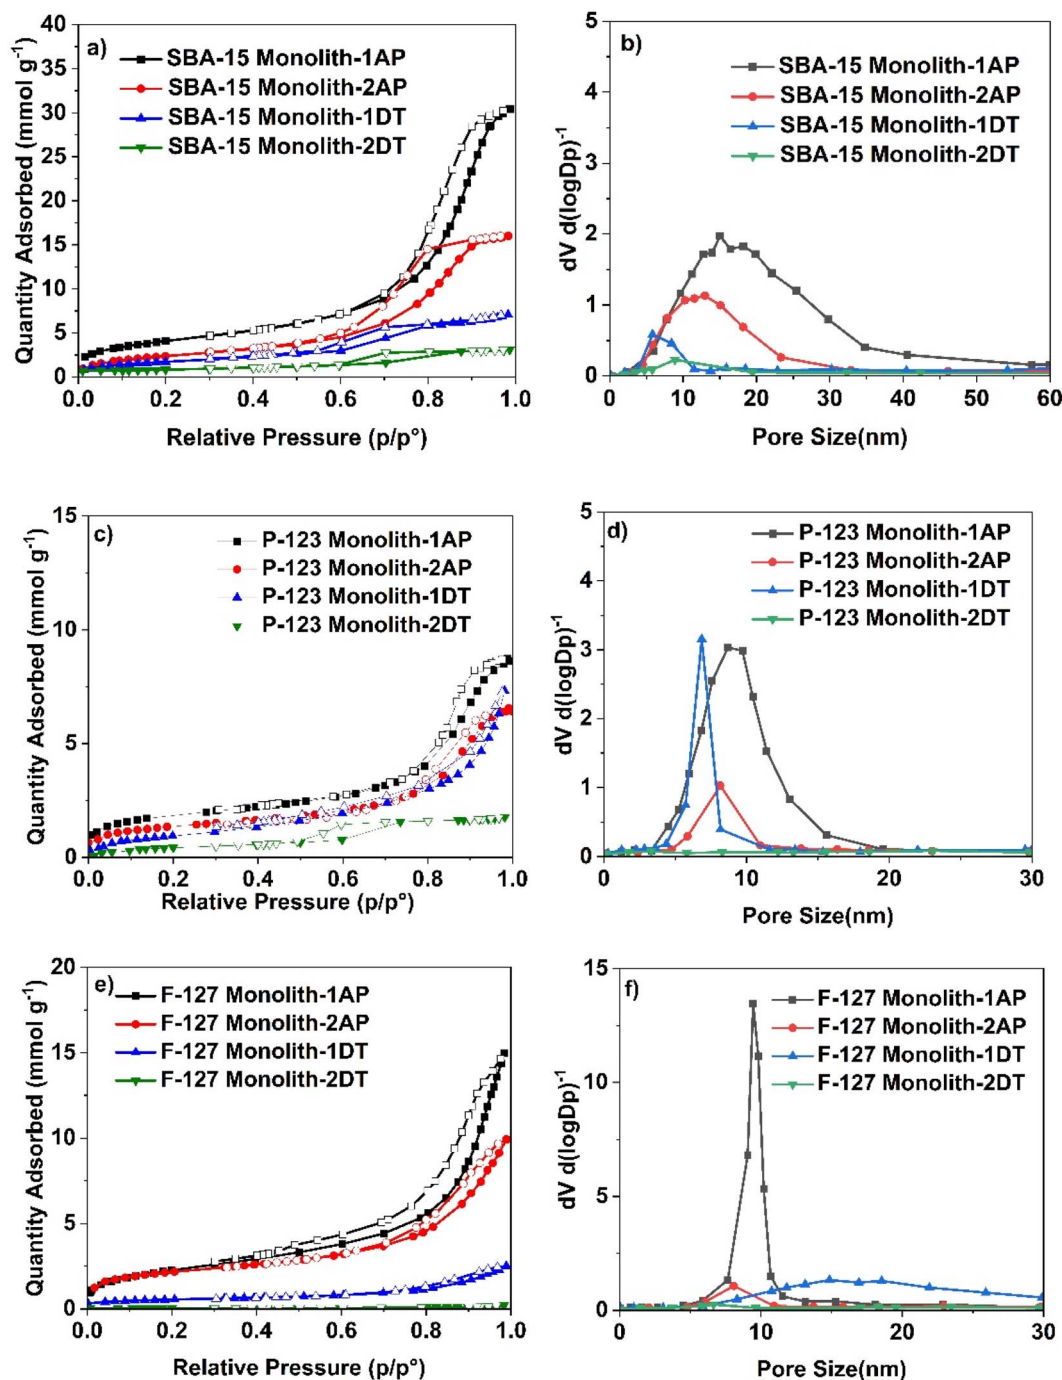 a)
SBA-15 Monolith-1AP
SBA-15 Monolith-2AP
SBA-15 Monolith-1DT
SBA-15 Monolith-2DT
Quantity Adsorbed (mmol g-1)
40
35
30
25
20
15
10
5
0
0.0 0.2 0.4 0.6 0.8 1.0
Relative Pressure (p/p°)
b)
SBA-15 Monolith-1AP
SBA-15 Monolith-2AP
SBA-15 Monolith-1DT
SBA-15 Monolith-2DT
dV d(logDp)-1
5
4
3
2
1
0
0 10 20 30 40 50 60
Pore Size(nm)
c)
P-123 Monolith-1AP
P-123 Monolith-2AP
P-123 Monolith-1DT
P-123 Monolith-2DT
Quantity Adsorbed (mmol g-1)
15
10
5
0
0.0 0.2 0.4 0.6 0.8 1.0
Relative Pressure (p/p°)
d)
P-123 Monolith-1AP
P-123 Monolith-2AP
P-123 Monolith-1DT
P-123 Monolith-2DT
dV d(logDp)-1
5
4
3
2
1
0
0 10 20 30
Pore Size(nm)
e)
F-127 Monolith-1AP
F-127 Monolith-2AP
F-127 Monolith-1DT
F-127 Monolith-2DT
Quantity Adsorbed (mmol g-1)
20
15
10
5
0
0.0 0.2 0.4 0.6 0.8 1.0
Relative Pressure (p/p°)
f)
F-127 Monolith-1AP
F-127 Monolith-2AP
F-127 Monolith-1DT
F-127 Monolith-2DT
dV d(logDp)-1
15
10
5
0
0 10 20 30
Pore Size(nm)